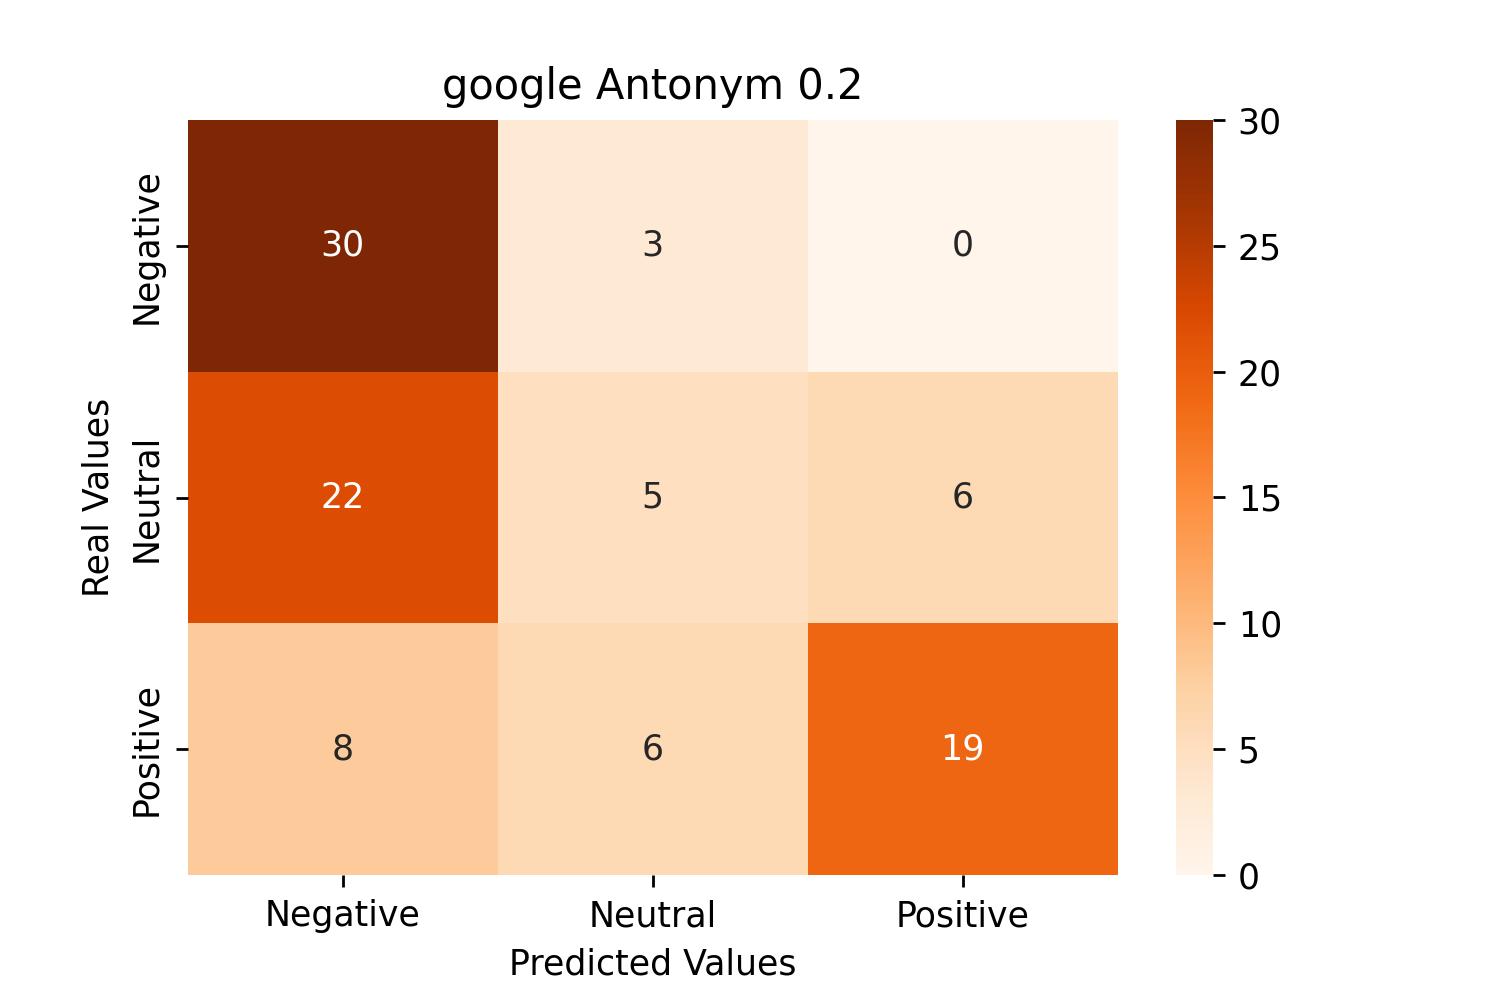 google Antonym 0.2
Real Values
Negative
30 3 0
Neutral
22 5 6
Positive
8 6 19
Negative Neutral Positive
Predicted Values
30
25
20
15
10
5
0